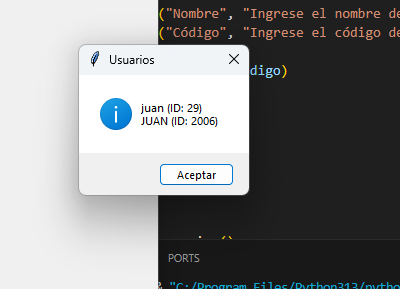 ("Nombre", "Ingrese el nombre de
("Código", "Ingrese el código de
Usuarios
digo)
juan (ID: 29)
JUAN (ID: 2006)
Aceptar
()
PORTS
"C:/Program Files/Python313/pytho